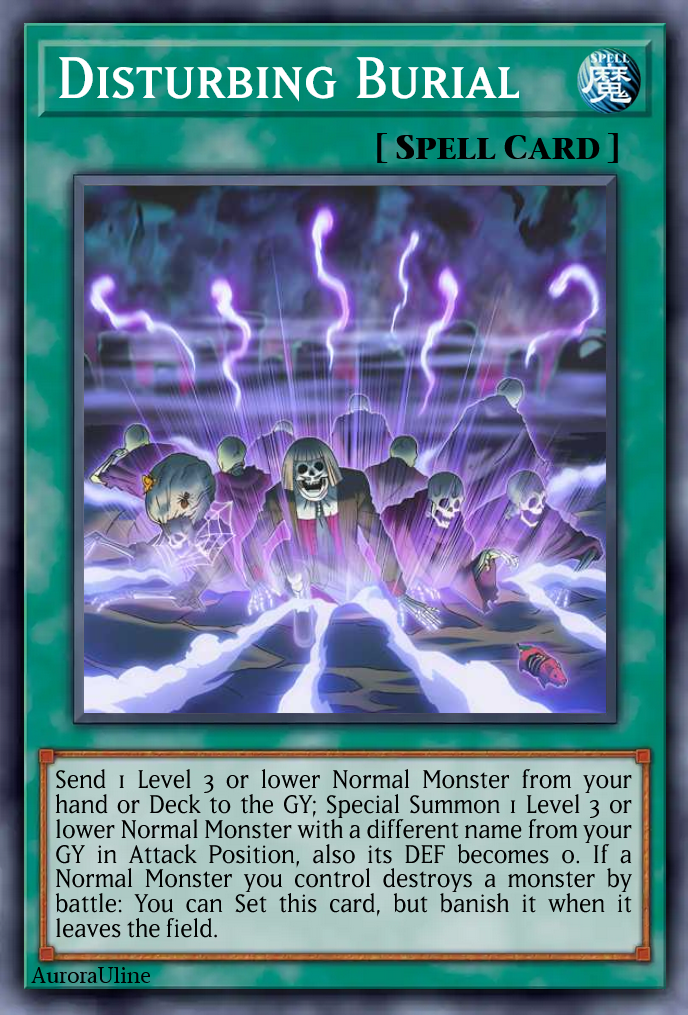 Disturbing Burial
SPELL
魔
[ Spell Card ]
Send 1 Level 3 or lower Normal Monster from your
hand or Deck to the GY; Special Summon 1 Level 3 or
lower Normal Monster with a different name from your
GY in Attack Position, also its DEF becomes 0. If a
Normal Monster you control destroys a monster by
battle: You can Set this card, but banish it when it
leaves the field.
AuroraUline